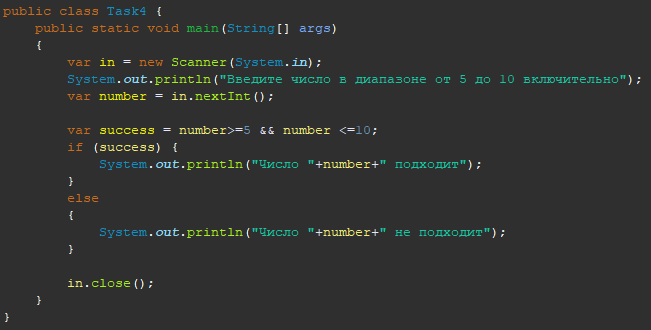 public class Task4 {
    public static void main(String[] args)
    {
        var in = new Scanner(System.in);
        System.out.println("Введите число в диапазоне от 5 до 10 включительно");
        var number = in.nextInt();

        var success = number>=5 && number <=10;
        if (success) {
            System.out.println("Число "+number+" подходит");
        }
        else
        {
            System.out.println("Число "+number+" не подходит");
        }

        in.close();
    }
}